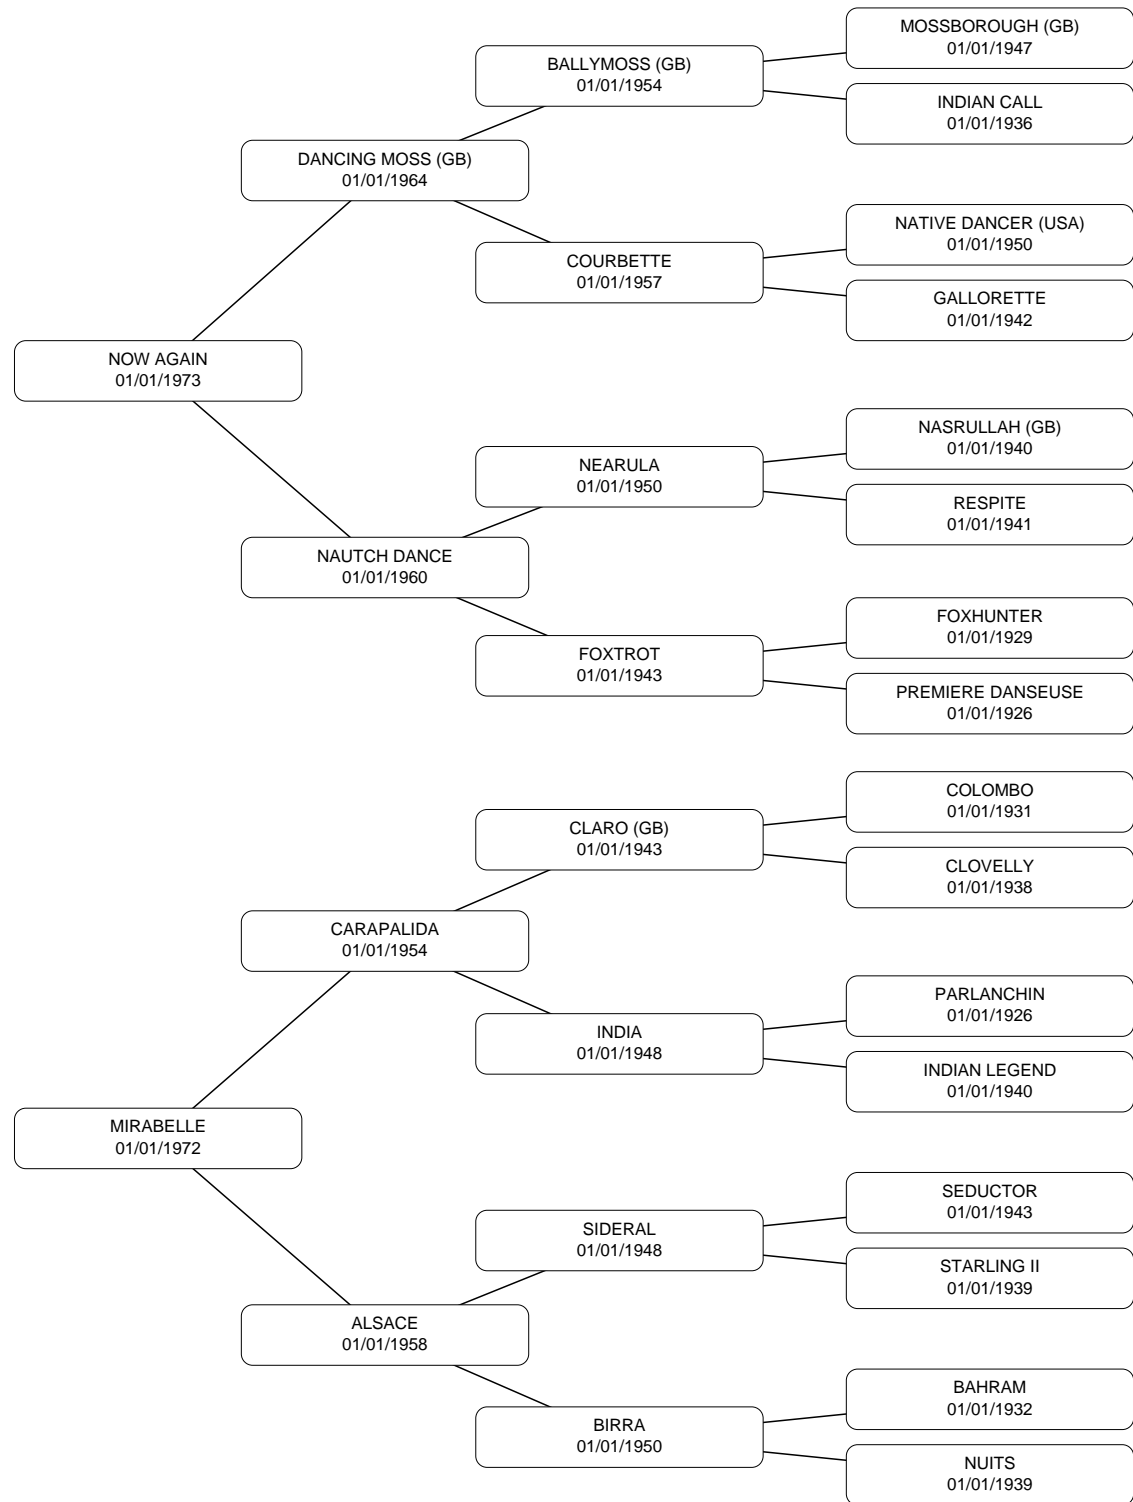 MOSSBOROUGH (GB)
01/01/1947
BALLYMOSS (GB)
01/01/1954
INDIAN CALL
01/01/1936
DANCING MOSS (GB)
01/01/1964
NATIVE DANCER (USA)
01/01/1950
COURBETTE
01/01/1957
GALLORETTE
01/01/1942
NOW AGAIN
01/01/1973
NASRULLAH (GB)
01/01/1940
NEARULA
01/01/1950
RESPITE
01/01/1941
NAUTCH DANCE
01/01/1960
FOXHUNTER
01/01/1929
FOXTROT
01/01/1943
PREMIERE DANSEUSE
01/01/1926
COLOMBO
01/01/1931
CLARO (GB)
01/01/1943
CLOVELLY
01/01/1938
CARAPALIDA
01/01/1954
PARLANCHIN
01/01/1926
INDIA
01/01/1948
INDIAN LEGEND
01/01/1940
MIRABELLE
01/01/1972
SEDUCTOR
01/01/1943
SIDERAL
01/01/1948
STARLING II
01/01/1939
ALSACE
01/01/1958
BAHRAM
01/01/1932
BIRRA
01/01/1950
NUITS
01/01/1939